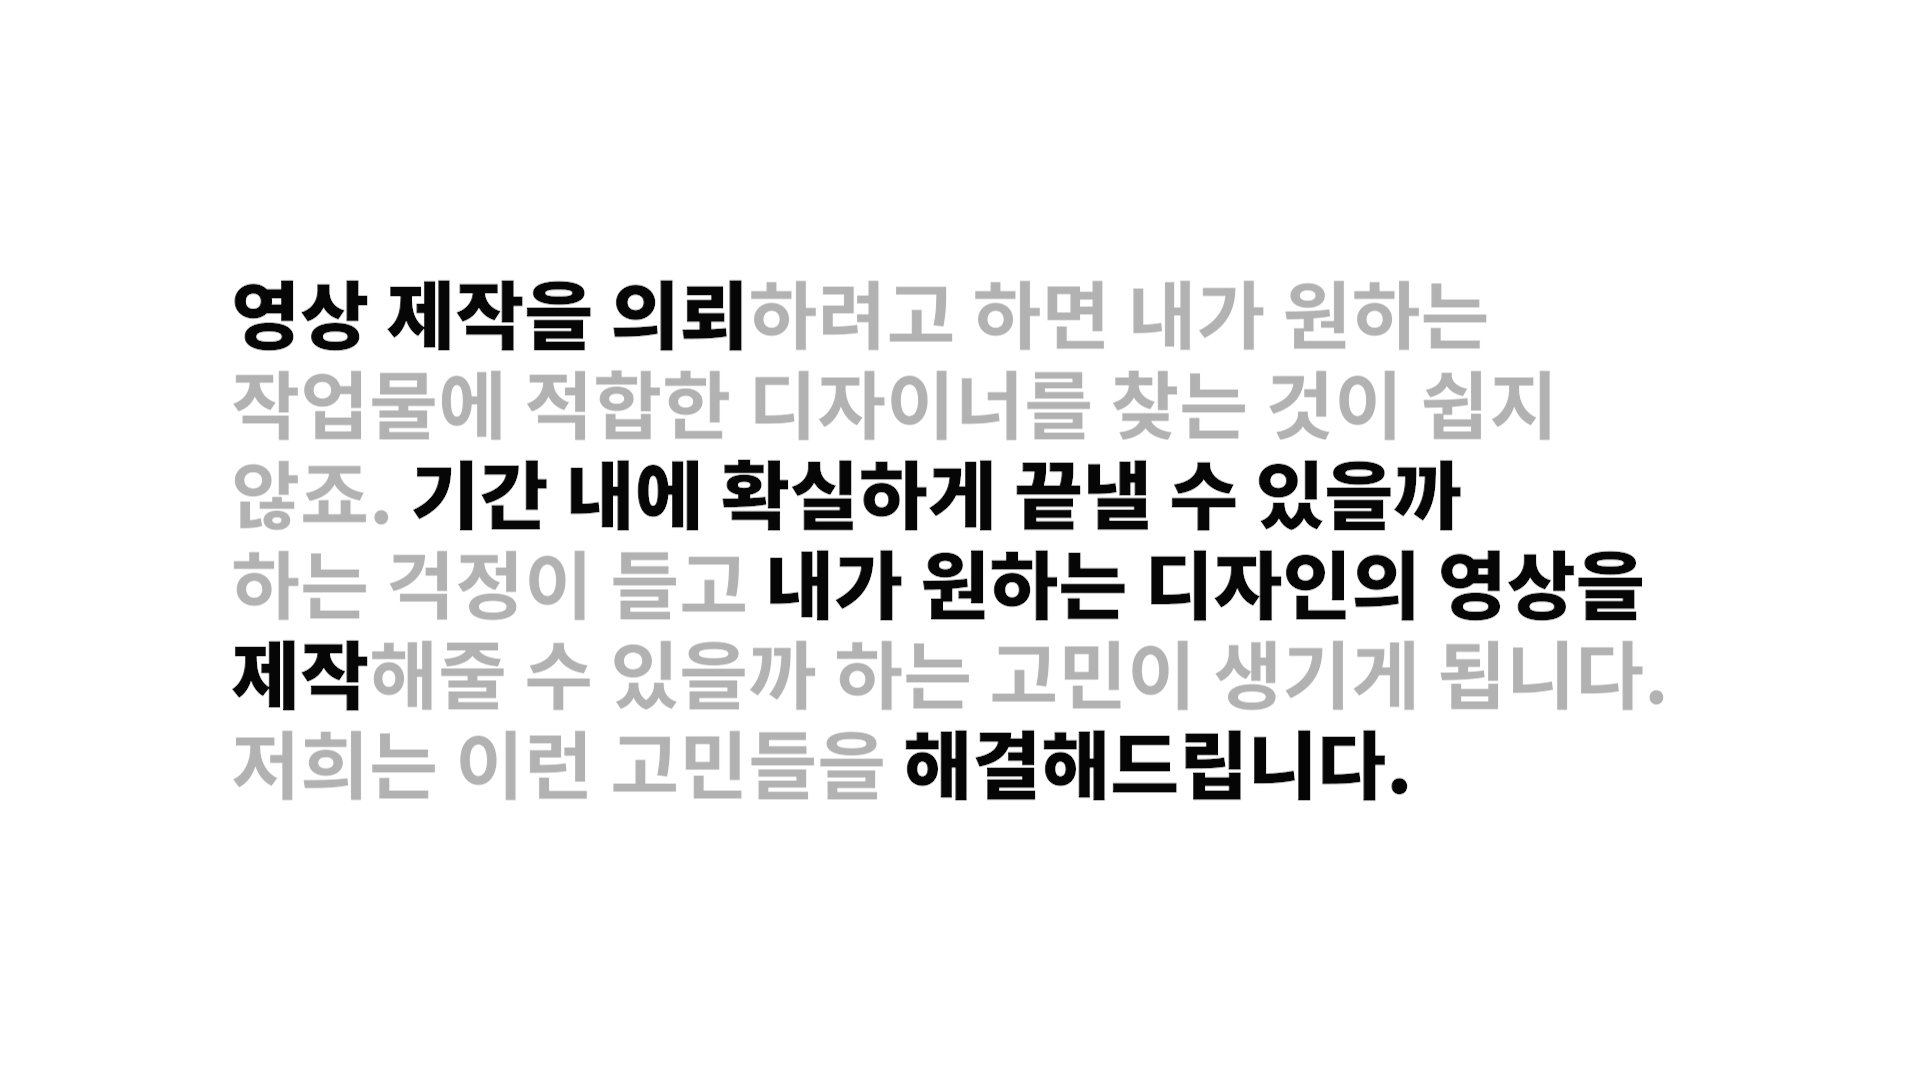 영상 제작을 의뢰하려고 하면 내가 원하는
작업물에 적합한 디자이너를 찾는 것이 쉽지
않죠. 기간 내에 확실하게 끝낼 수 있을까
하는 걱정이 들고 내가 원하는 디자인의 영상을
제작해줄 수 있을까 하는 고민이 생기게 됩니다.
저희는 이런 고민들을 해결해드립니다.